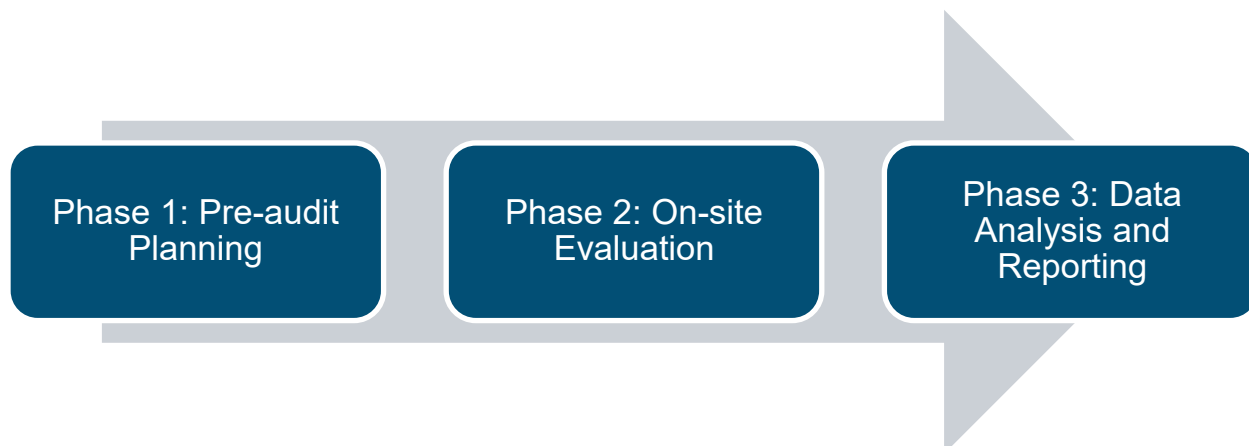 Phase 1: Pre-audit
Planning
Phase 2: On-site
Evaluation
Phase 3: Data
Analysis and
Reporting